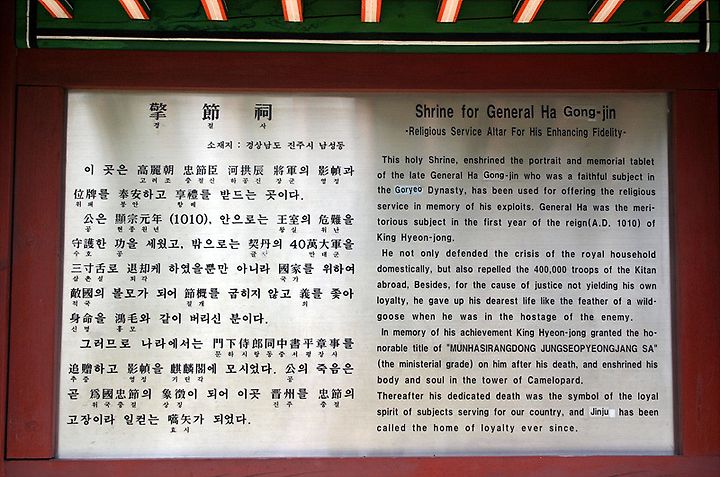 擎節祠
경절사
소재지 : 경상남도 진주시 남성동
이 곳은 高麗朝 忠節臣 河拱辰 將軍의 影幀과
고려조 충절신 하공진 장군 영정
位牌를 奉安하고 享禮를 받드는 곳이다.
위패 봉안 향례
公은 顯宗元年 (1010), 안으로는 王室의 危難을
공 현종원년 왕실 위난
守護한 功을 세웠고, 밖으로는 契丹의 40萬大軍을
수호 공 글안 만대군
三寸舌로 退却케 하였을뿐만 아니라 國家를 위하여
삼촌설 퇴각 국가
敵國의 볼모가 되어 節槪를 굽히지 않고 義를 쫓아
적국 절개 의
身命을 鴻毛와 같이 버리신 분이다.
신명 홍모
그러므로 나라에서는 門下侍郎同中書平章事를
문하시랑동중서평장사
追贈하고 影幀을 麒麟閣에 모시었다. 公의 죽음은
추증 영정 기린각 공
곧 爲國忠節의 象徵이 되어 이곳 晋州를 忠節의
위국충절 상징 진주 충절
고장이라 일컫는 嚆矢가 되었다.
효시
Shrine for General Ha Gong-jin
-Religious Service Altar For His Enhancing Fidelity-
This holy Shrine, enshrined the portrait and memorial tablet
of the late General Ha Gong-jin who was a faithful subject in
the Goryeo Dynasty, has been used for offering the religious
service in memory of his exploits. General Ha was the meri-
torious subject in the first year of the reign(A.D. 1010) of
King Hyeon-jong.
He not only defended the crisis of the royal household
domestically, but also repelled the 400,000 troops of the Kitan
abroad, Besides, for the cause of justice not yielding his own
loyalty, he gave up his dearest life like the feather of a wild-
goose when he was in the hostage of the enemy.
In memory of his achievement King Hyeon-jong granted the ho-
norable title of "MUNHASIRANGDONG JUNGSEOPYEONGJANG SA"
(the ministerial grade) on him after his death, and enshrined his
body and soul in the tower of Camelopard.
Thereafter his dedicated death was the symbol of the loyal
spirit of subjects serving for our country, and Jinju has been
called the home of loyalty ever since.